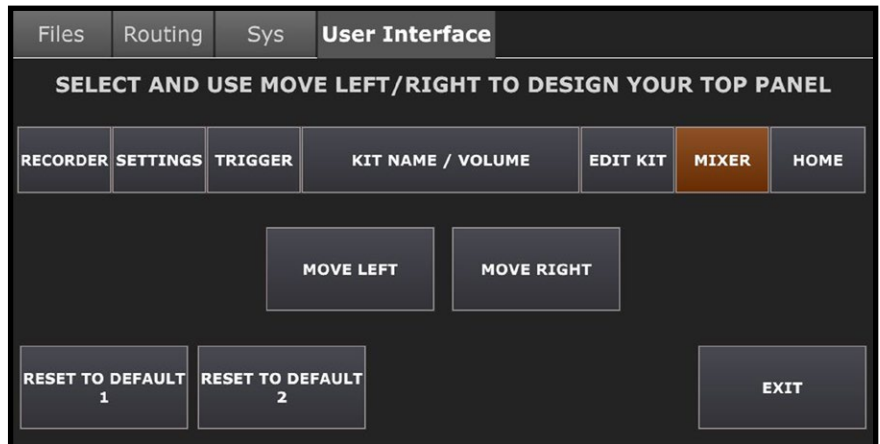 Files Routing Sys User Interface
SELECT AND USE MOVE LEFT/RIGHT TO DESIGN YOUR TOP PANEL
RECORDER SETTINGS TRIGGER KIT NAME / VOLUME EDIT KIT MIXER HOME
MOVE LEFT MOVE RIGHT
RESET TO DEFAULT
1
RESET TO DEFAULT
2
EXIT